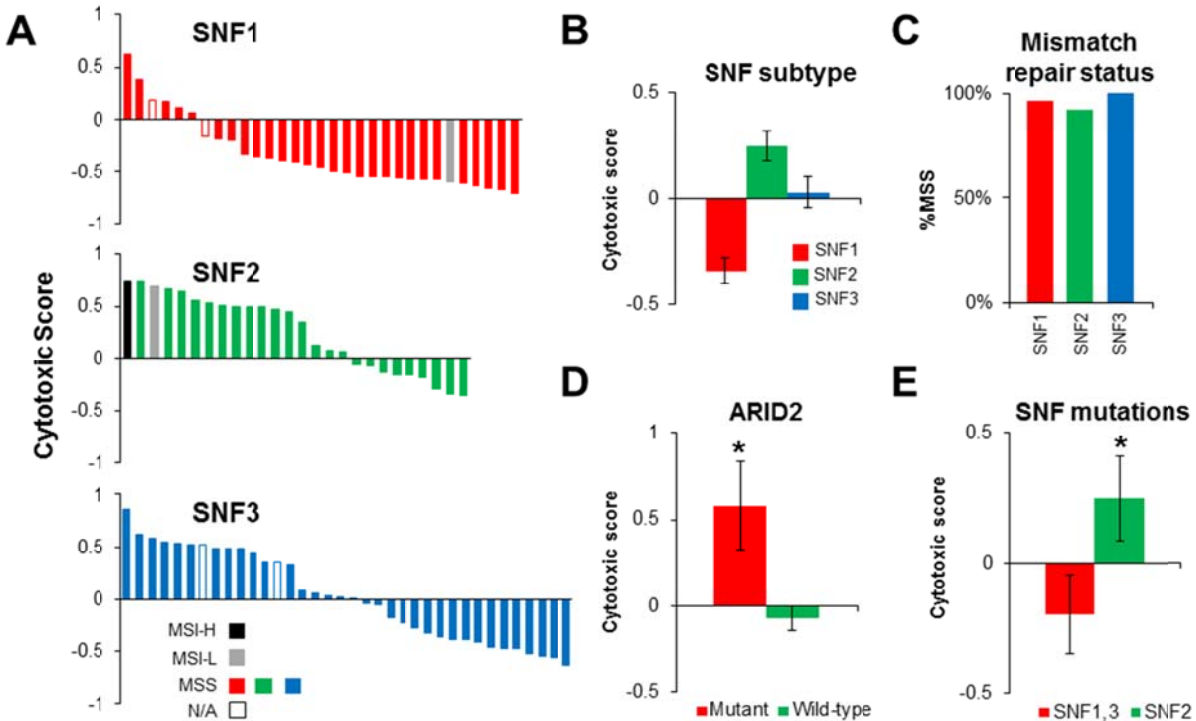 A
SNF1
1
0.5
0
-0.5
-1
SNF2
1
0.5
0
-0.5
-1
SNF3
1
0.5
0
-0.5
-1
Cytotoxic Score
MSI-H
MSI-L
MSS
N/A
B
SNF subtype
Cytotoxic score
0.5
0
-0.5
SNF1
SNF2
SNF3
C
Mismatch
repair status
%MSS
100%
50%
0%
SNF1
SNF2
SNF3
D
ARID2
Cytotoxic score
1
0.5
0
-0.5
*
Mutant Wild-type
E
SNF mutations
Cytotoxic score
0.5
0
-0.5
*
SNF1,3 SNF2